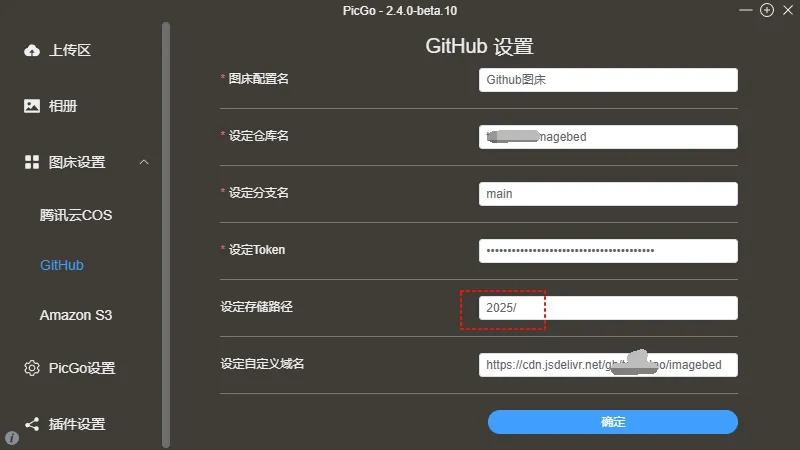 PicGo - 2.4.0-beta.10
上传区
相册
图床设置
腾讯云COS
GitHub
Amazon S3
PicGo设置
插件设置
GitHub 设置
* 图床配置名
Github图床
* 设定仓库名
magebed
* 设定分支名
main
* 设定Token
设定存储路径
2025/
设定自定义域名
https://cdn.jsdelivr.net/gh/ /imagebed
确定